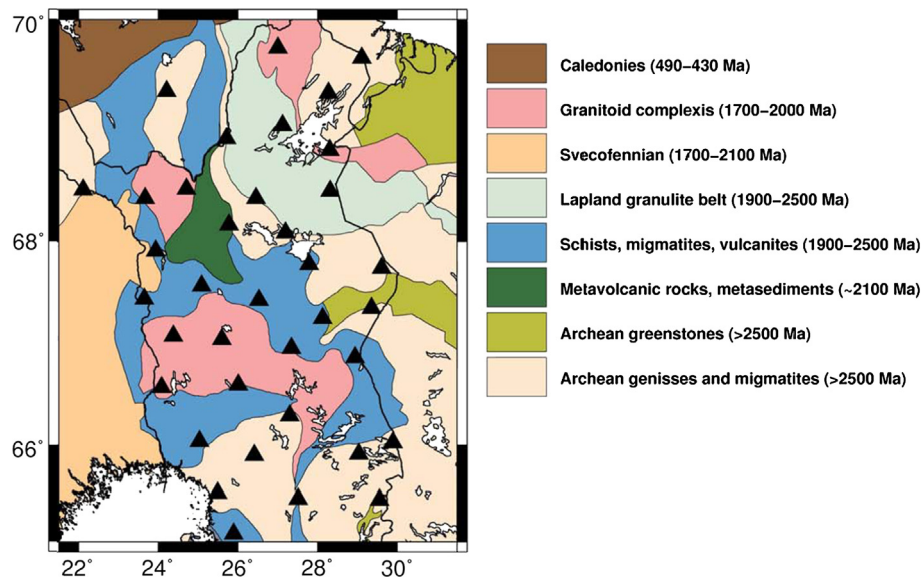 70˚
68˚
66˚
22˚ 24˚ 26˚ 28˚ 30˚
Caledonies (490–430 Ma)
Granitoid complexis (1700–2000 Ma)
Svecofennian (1700–2100 Ma)
Lapland granulite belt (1900–2500 Ma)
Schists, migmatites, vulcanites (1900–2500 Ma)
Metavolcanic rocks, metasediments (~2100 Ma)
Archean greenstones (>2500 Ma)
Archean genisses and migmatites (>2500 Ma)